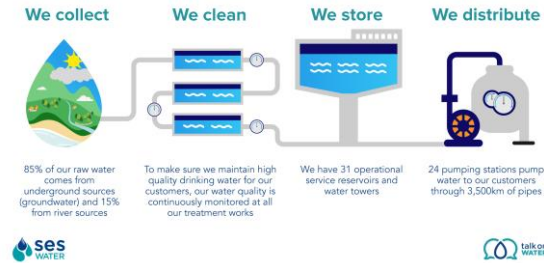 We collect
We clean
We store
We distribute
85% of our raw water
comes from
underground sources
(groundwater) and 15%
from river sources
To make sure we maintain high
quality drinking water for our
customers, our water quality is
continuously monitored at all
our treatment works
We have 31 operational
service reservoirs and
water towers
24 pumping stations pump
water to our customers
through 3,500km of pipes
ses
WATER
talk on
WATER